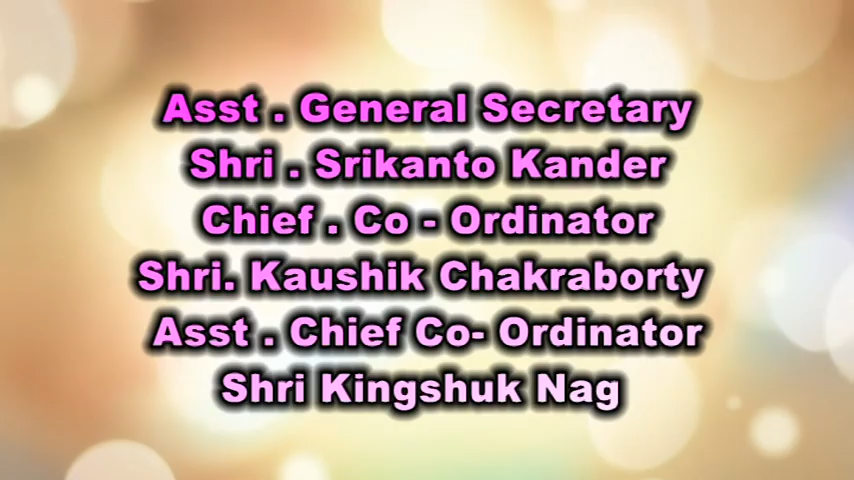 Asst . General Secretary
Shri . Srikanto Kander
Chief . Co - Ordinator
Shri. Kaushik Chakraborty
Asst . Chief Co- Ordinator
Shri Kingshuk Nag